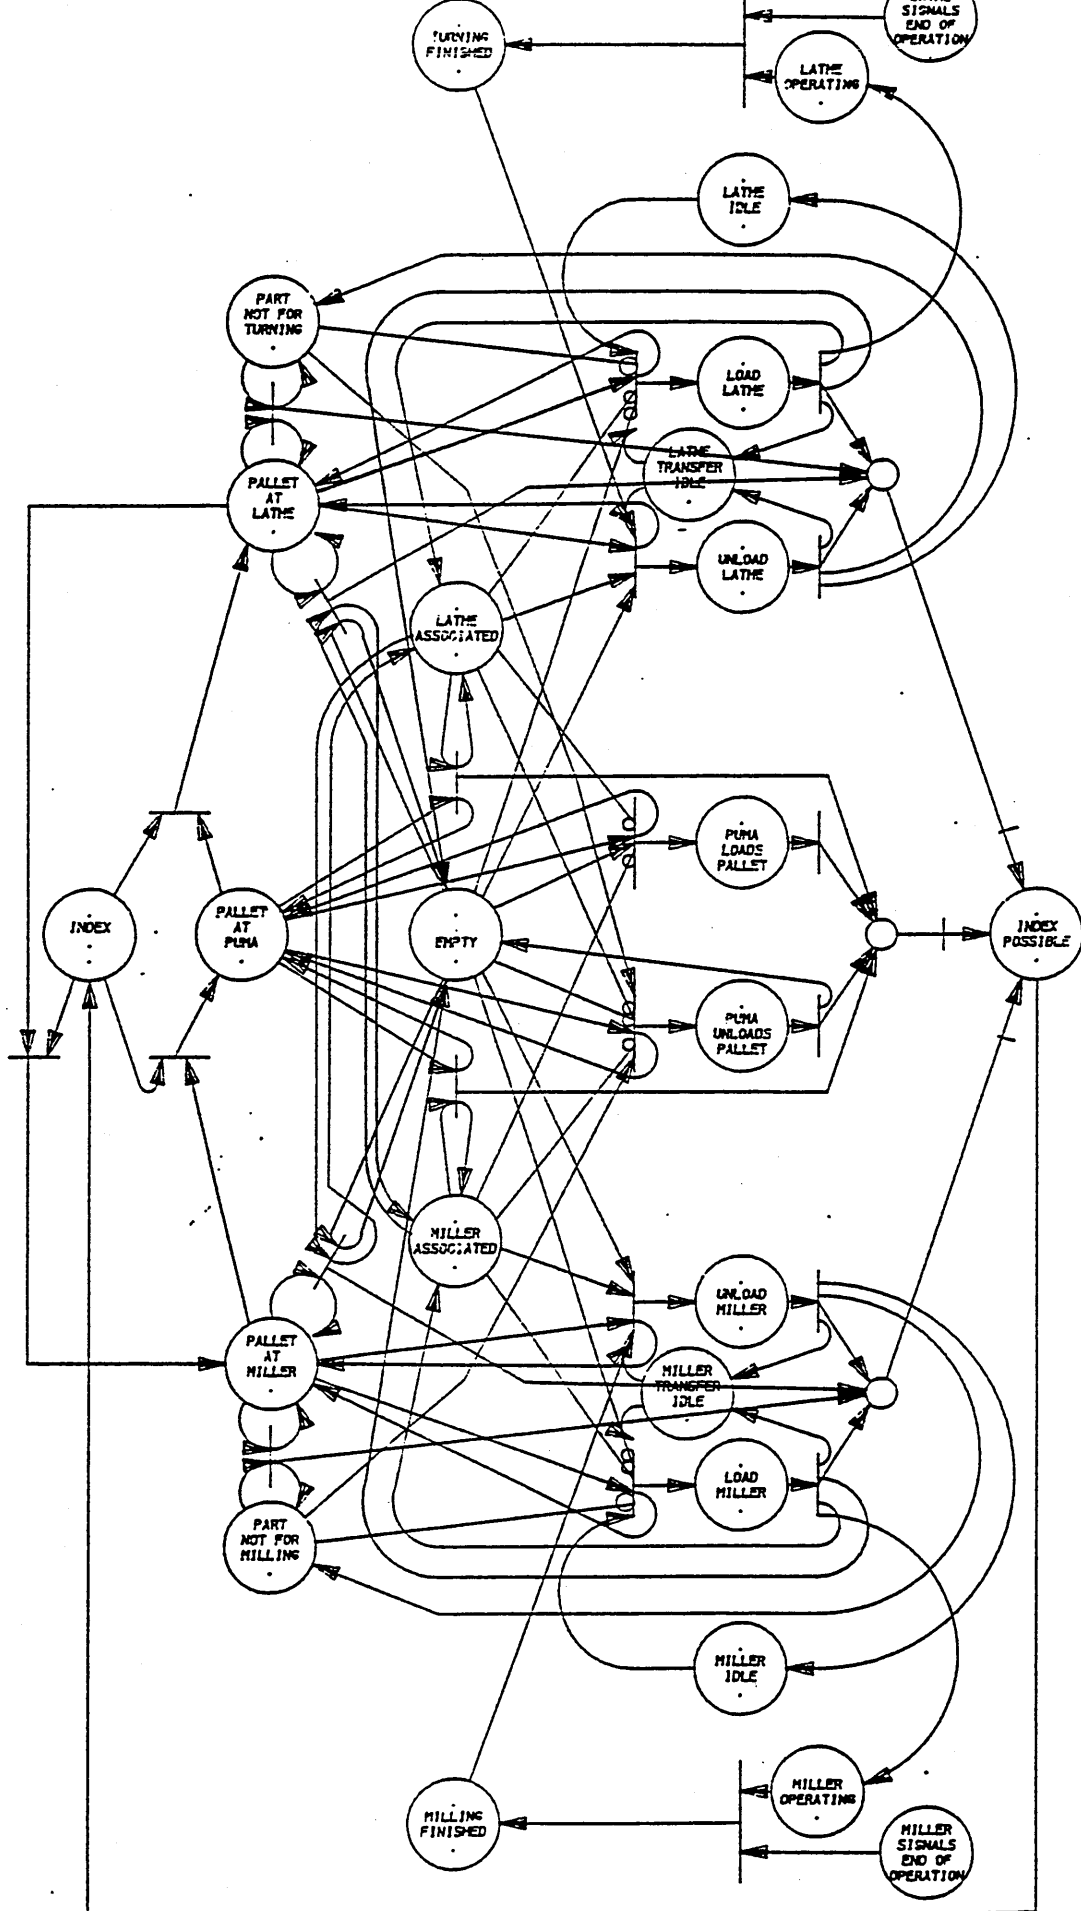 SIGNALS
END OF
OPERATION
TURNING
FINISHED
LATHE
OPERATING
LATHE
IDLE
PART
NOT FOR
TURNING
LOAD
LATHE
LATHE
TRANSFER
IDLE
PALLET
AT
LATHE
UNLOAD
LATHE
LATHE
ASSOCIATED
PUMA
LOADS
PALLET
INDEX
PALLET
AT
PUMA
EMPTY
INDEX
POSSIBLE
PUMA
UNLOADS
PALLET
MILLER
ASSOCIATED
UNLOAD
MILLER
PALLET
AT
MILLER
MILLER
TRANSFER
IDLE
LOAD
MILLER
PART
NOT FOR
MILLING
MILLER
IDLE
MILLER
OPERATING
MILLING
FINISHED
MILLER
SIGNALS
END OF
OPERATION